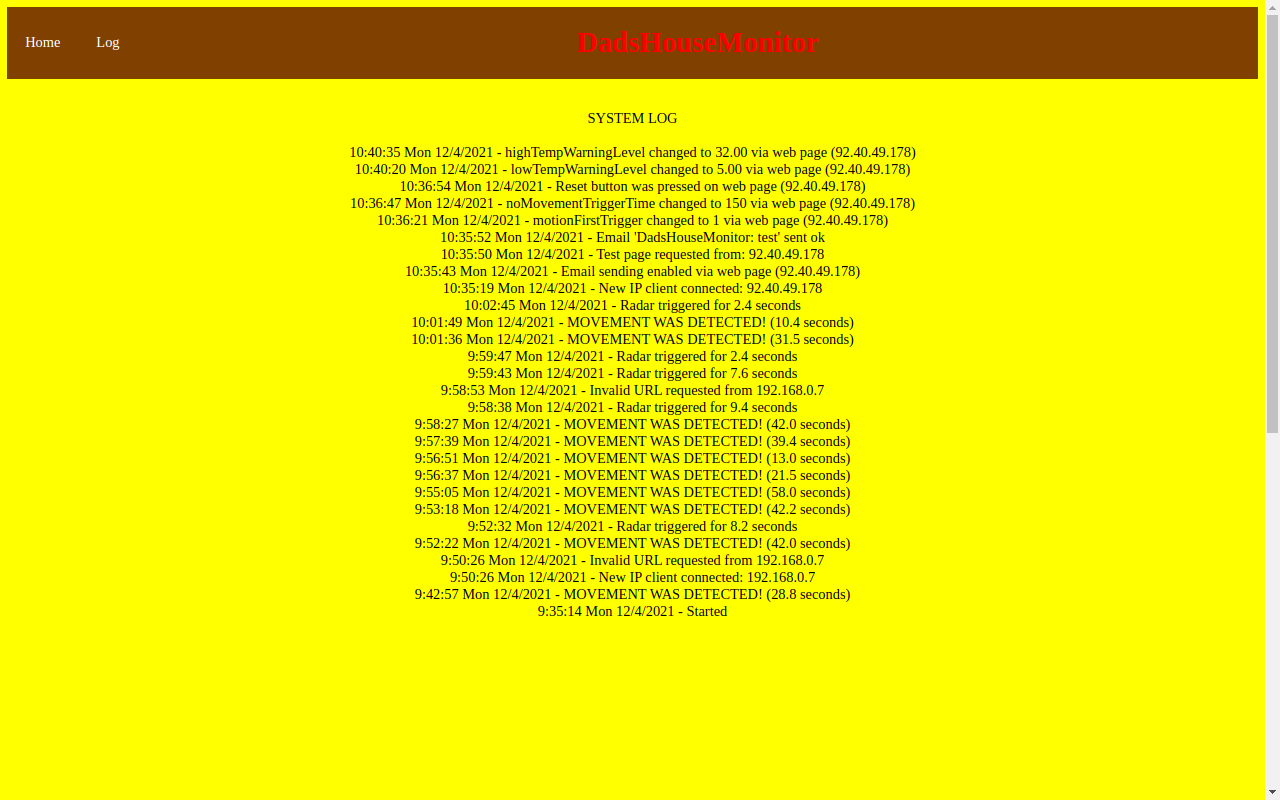 Home Log DadsHouseMonitor
SYSTEM LOG
10:40:35 Mon 12/4/2021 - highTempWarningLevel changed to 32.00 via web page (92.40.49.178)
10:40:20 Mon 12/4/2021 - lowTempWarningLevel changed to 5.00 via web page (92.40.49.178)
10:36:54 Mon 12/4/2021 - Reset button was pressed on web page (92.40.49.178)
10:36:47 Mon 12/4/2021 - noMovementTriggerTime changed to 150 via web page (92.40.49.178)
10:36:21 Mon 12/4/2021 - motionFirstTrigger changed to 1 via web page (92.40.49.178)
10:35:52 Mon 12/4/2021 - Email 'DadsHouseMonitor: test' sent ok
10:35:50 Mon 12/4/2021 - Test page requested from: 92.40.49.178
10:35:43 Mon 12/4/2021 - Email sending enabled via web page (92.40.49.178)
10:35:19 Mon 12/4/2021 - New IP client connected: 92.40.49.178
10:02:45 Mon 12/4/2021 - Radar triggered for 2.4 seconds
10:01:49 Mon 12/4/2021 - MOVEMENT WAS DETECTED! (10.4 seconds)
10:01:36 Mon 12/4/2021 - MOVEMENT WAS DETECTED! (31.5 seconds)
9:59:47 Mon 12/4/2021 - Radar triggered for 2.4 seconds
9:59:43 Mon 12/4/2021 - Radar triggered for 7.6 seconds
9:58:53 Mon 12/4/2021 - Invalid URL requested from 192.168.0.7
9:58:38 Mon 12/4/2021 - Radar triggered for 9.4 seconds
9:58:27 Mon 12/4/2021 - MOVEMENT WAS DETECTED! (42.0 seconds)
9:57:39 Mon 12/4/2021 - MOVEMENT WAS DETECTED! (39.4 seconds)
9:56:51 Mon 12/4/2021 - MOVEMENT WAS DETECTED! (13.0 seconds)
9:56:37 Mon 12/4/2021 - MOVEMENT WAS DETECTED! (21.5 seconds)
9:55:05 Mon 12/4/2021 - MOVEMENT WAS DETECTED! (58.0 seconds)
9:53:18 Mon 12/4/2021 - MOVEMENT WAS DETECTED! (42.2 seconds)
9:52:32 Mon 12/4/2021 - Radar triggered for 8.2 seconds
9:52:22 Mon 12/4/2021 - MOVEMENT WAS DETECTED! (42.0 seconds)
9:50:26 Mon 12/4/2021 - Invalid URL requested from 192.168.0.7
9:50:26 Mon 12/4/2021 - New IP client connected: 192.168.0.7
9:42:57 Mon 12/4/2021 - MOVEMENT WAS DETECTED! (28.8 seconds)
9:35:14 Mon 12/4/2021 - Started